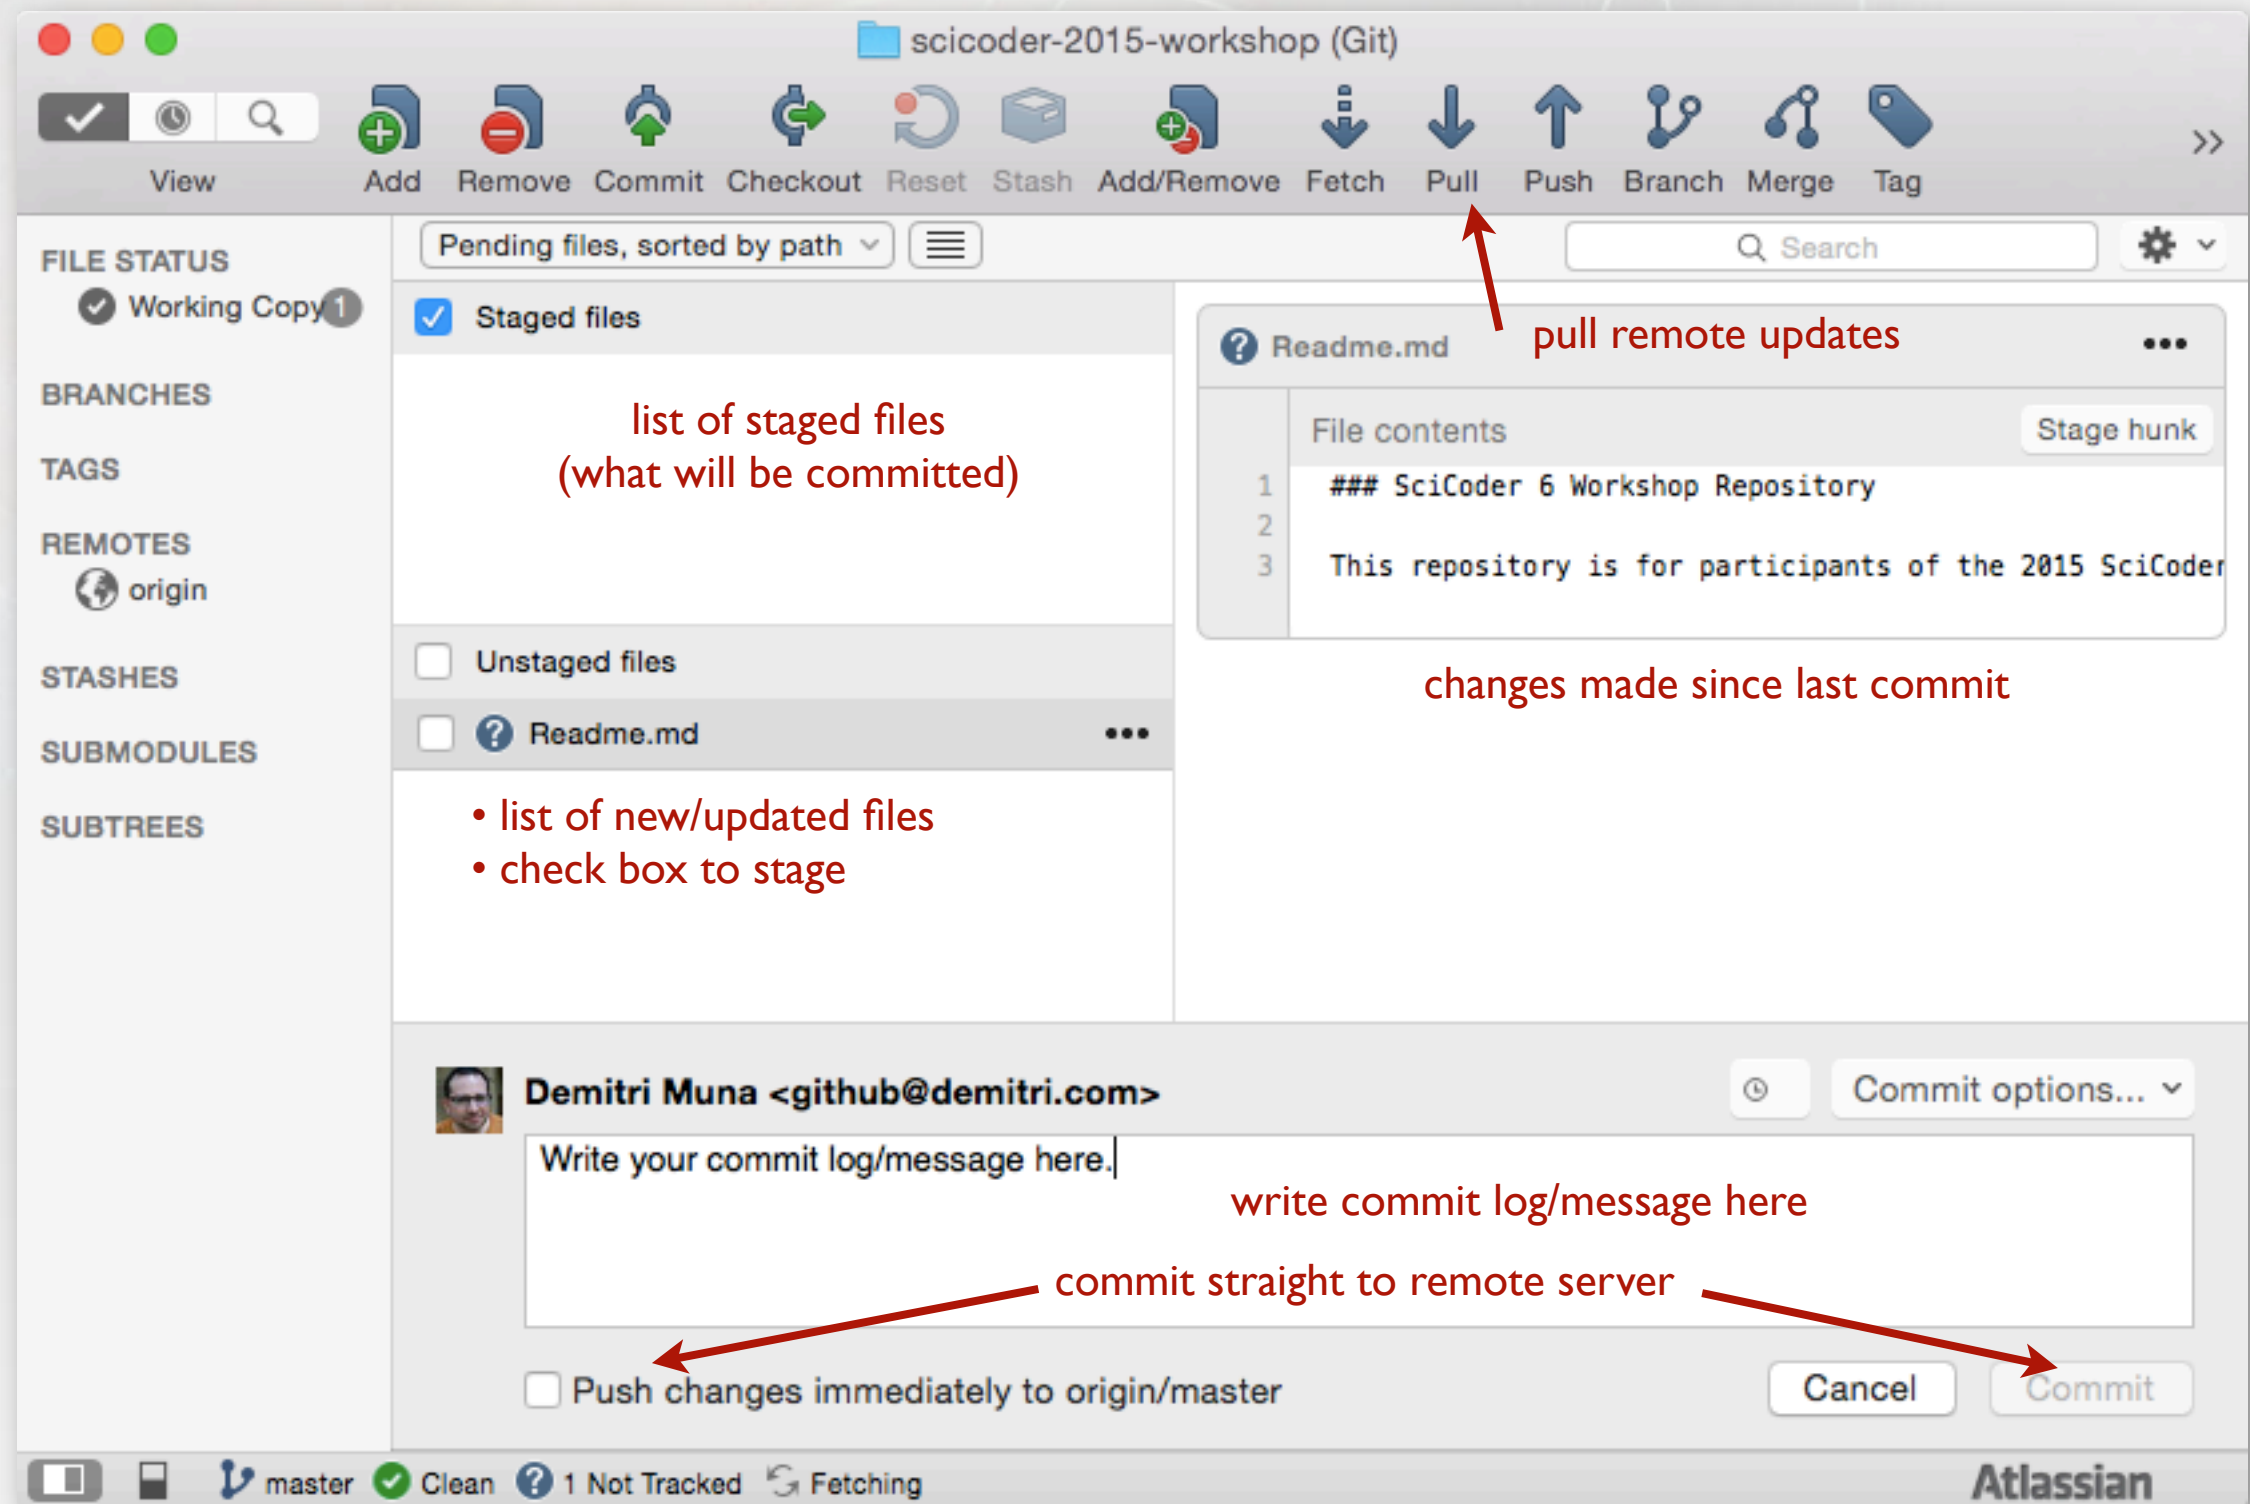 scicoder-2015-workshop (Git)
View Add Remove Commit Checkout Reset Stash Add/Remove Fetch Pull Push Branch Merge Tag
Pending files, sorted by path
Search
FILE STATUS
Working Copy 1
BRANCHES
TAGS
REMOTES
origin
STASHES
SUBMODULES
SUBTREES
Staged files
list of staged files
(what will be committed)
Unstaged files
Readme.md
• list of new/updated files
• check box to stage
pull remote updates
Readme.md
File contents
Stage hunk
1 ### SciCoder 6 Workshop Repository
2
3 This repository is for participants of the 2015 SciCoder
changes made since last commit
Demitri Muna <github@demitri.com>
Commit options...
Write your commit log/message here.
write commit log/message here
commit straight to remote server
Push changes immediately to origin/master
Cancel
Commit
master Clean 1 Not Tracked Fetching
Atlassian